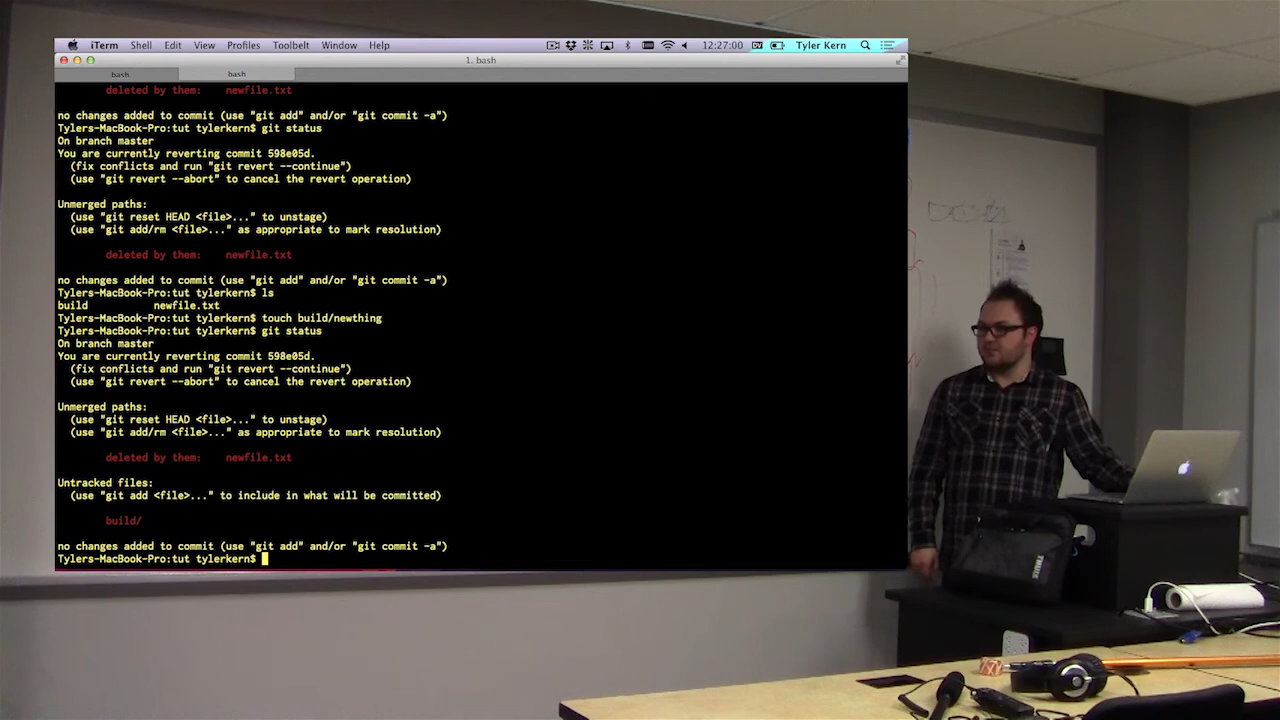 iTerm Shell Edit View Profiles Toolbelt Window Help 12:27:00 DV Tyler Kern
1. bash
bash bash
deleted by them: newfile.txt
no changes added to commit (use "git add" and/or "git commit -a")
Tylers-MacBook-Pro:tut tylerkern$ git status
On branch master
You are currently reverting commit 598e05d.
(fix conflicts and run "git revert --continue")
(use "git revert --abort" to cancel the revert operation)
Unmerged paths:
(use "git reset HEAD <file>..." to unstage)
(use "git add/rm <file>..." as appropriate to mark resolution)
deleted by them: newfile.txt
no changes added to commit (use "git add" and/or "git commit -a")
Tylers-MacBook-Pro:tut tylerkern$ ls
build newfile.txt
Tylers-MacBook-Pro:tut tylerkern$ touch build/newthing
Tylers-MacBook-Pro:tut tylerkern$ git status
On branch master
You are currently reverting commit 598e05d.
(fix conflicts and run "git revert --continue")
(use "git revert --abort" to cancel the revert operation)
Unmerged paths:
(use "git reset HEAD <file>..." to unstage)
(use "git add/rm <file>..." as appropriate to mark resolution)
deleted by them: newfile.txt
Untracked files:
(use "git add <file>..." to include in what will be committed)
build/
no changes added to commit (use "git add" and/or "git commit -a")
Tylers-MacBook-Pro:tut tylerkern$
THULE